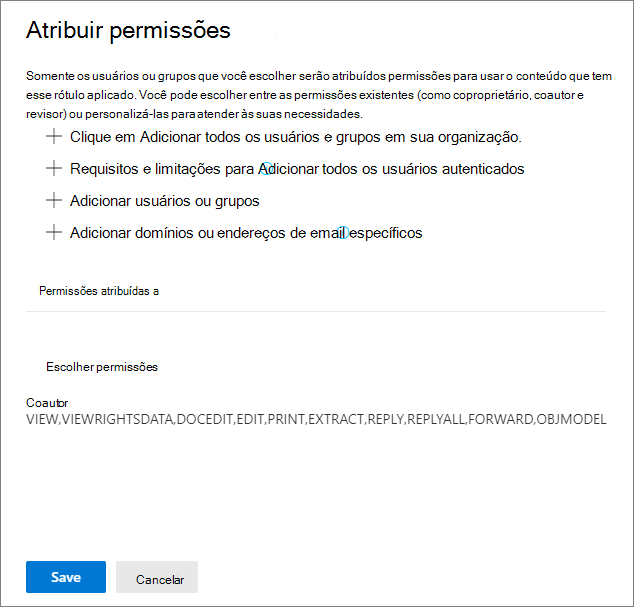 Atribuir permissões
Somente os usuários ou grupos que você escolher serão atribuídos permissões para usar o conteúdo que tem
esse rótulo aplicado. Você pode escolher entre as permissões existentes (como coproprietário, coautor e
revisor) ou personalizá-las para atender às suas necessidades.
Clique em Adicionar todos os usuários e grupos em sua organização.
Requisitos e limitações para Adicionar todos os usuários autenticados
Adicionar usuários ou grupos
Adicionar domínios ou endereços de email específicos
Permissões atribuídas a
Escolher permissões
Coautor
VIEW,VIEWRIGHTSDATA,DOCEDIT,EDIT,PRINT,EXTRACT,REPLY,REPLYALL,FORWARD,OBJMODEL
Save Cancelar